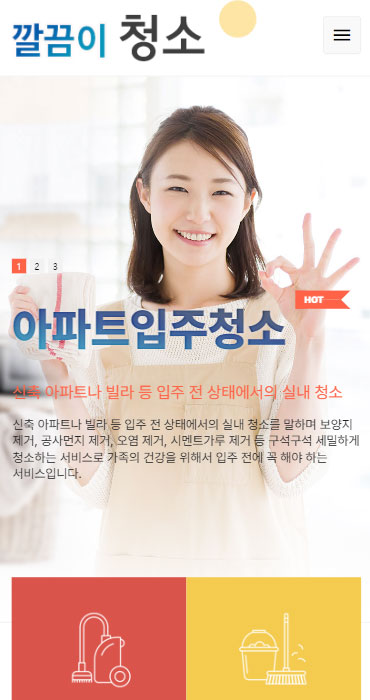 깔끔이 청소
1 2 3
HOT
아파트입주청소
신축 아파트나 빌라 등 입주 전 상태에서의 실내 청소
신축 아파트나 빌라 등 입주 전 상태에서의 실내 청소를 말하며 보양지
제거, 공사먼지 제거, 오염 제거, 시멘트가루 제거 등 구석구석 세밀하게
청소하는 서비스로 가족의 건강을 위해서 입주 전에 꼭 해야 하는
서비스입니다.